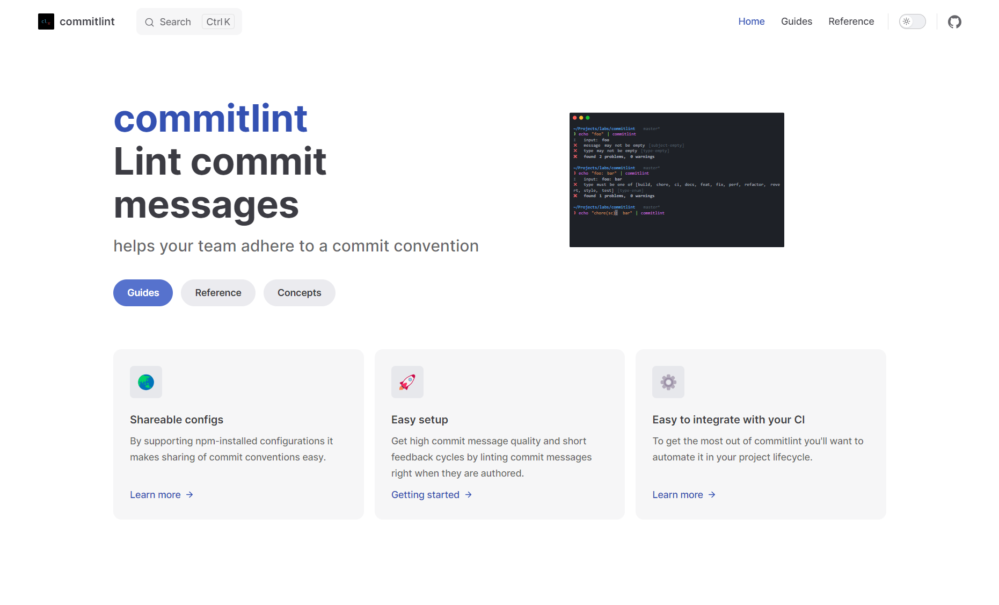 commitlint
Search Ctrl K
Home Guides Reference
commitlint
Lint commit
messages
helps your team adhere to a commit convention
Guides Reference Concepts
~/Projects/labs/commitlint master*
❯ echo "foo" | commitlint
input: foo
✖ message may not be empty [subject-empty]
✖ type may not be empty [type-empty]
✖ found 2 problems, 0 warnings
~/Projects/labs/commitlint master*
❯ echo "foo: bar" | commitlint
input: foo: bar
✖ type must be one of [build, chore, ci, docs, feat, fix, perf, refactor, reve
rt, style, test] [type-enum]
✖ found 1 problems, 0 warnings
~/Projects/labs/commitlint master*
❯ echo "chore(sc): bar" | commitlint
Shareable configs
By supporting npm-installed configurations it
makes sharing of commit conventions easy.
Learn more →
Easy setup
Get high commit message quality and short
feedback cycles by linting commit messages
right when they are authored.
Getting started →
Easy to integrate with your CI
To get the most out of commitlint you'll want to
automate it in your project lifecycle.
Learn more →